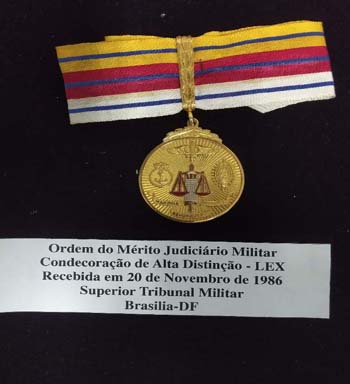 Ordem do Mérito Judiciário Militar
Condecoração de Alta Distinção - LEX
Recebida em 20 de Novembro de 1986
Superior Tribunal Militar
Brasilia-DF